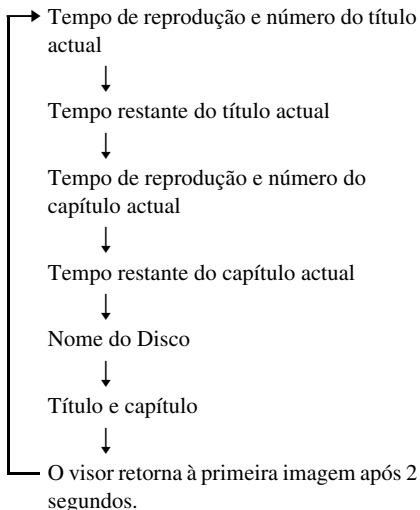 Tempo de reprodução e número do título
actual
Tempo restante do título actual
Tempo de reprodução e número do
capítulo actual
Tempo restante do capítulo actual
Nome do Disco
Título e capítulo
O visor retorna à primeira imagem após 2
segundos.